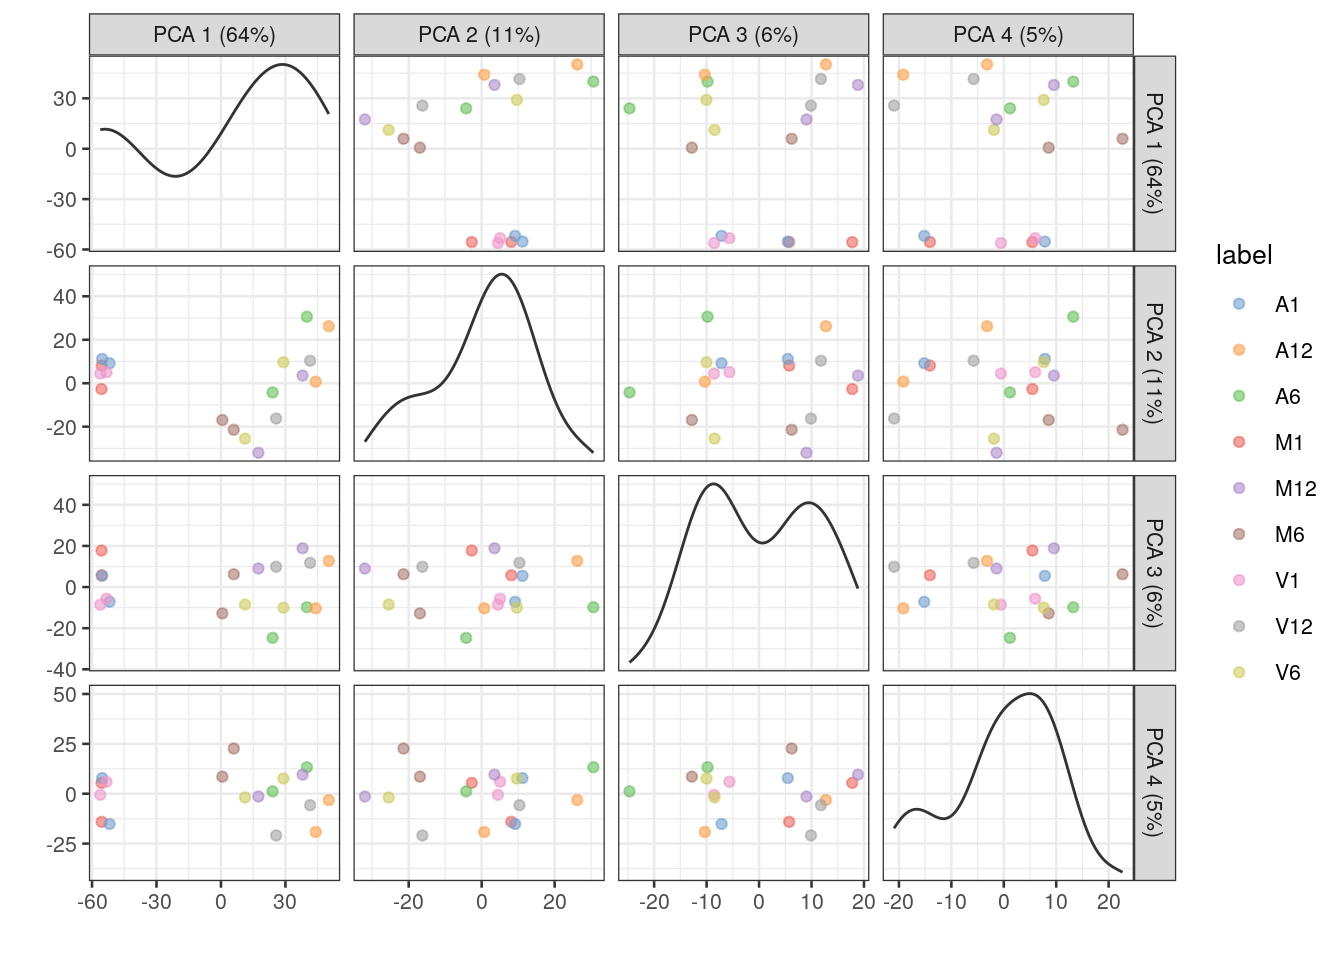 PCA 1 (64%) PCA 2 (11%) PCA 3 (6%) PCA 4 (5%)
30
0
-30
-60
PCA 1 (64%)
40
20
0
-20
PCA 2 (11%)
40
20
0
-20
-40
PCA 3 (6%)
50
25
0
-25
PCA 4 (5%)
-60 -30 0 30 -20 0 20 -20 -10 0 10 20 -20 -10 0 10 20
label
A1
A12
A6
M1
M12
M6
V1
V12
V6